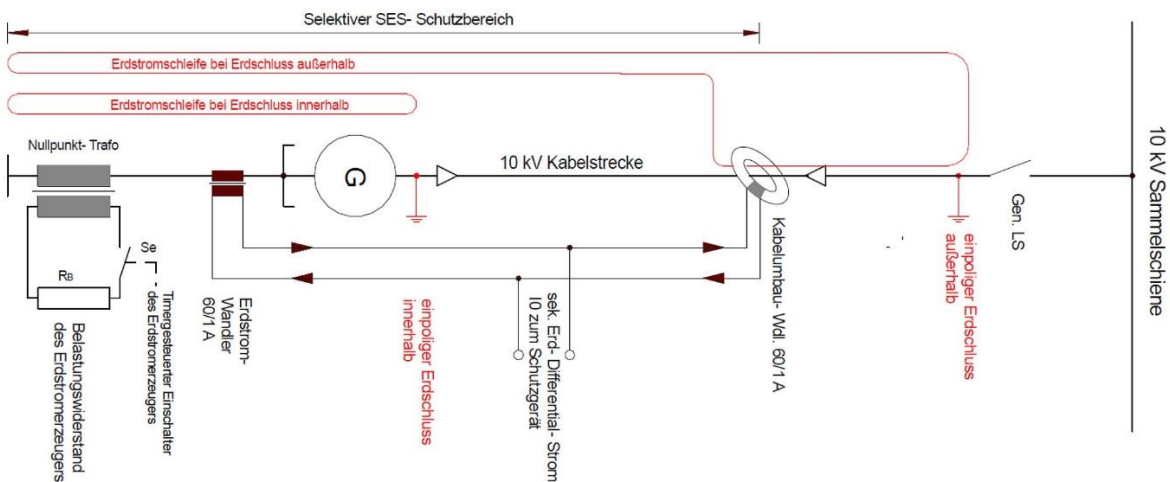 Selektiver SES- Schutzbereich
Erdstromschleife bei Erdschluss außerhalb
Erdstromschleife bei Erdschluss innerhalb
Nullpunkt- Trafo
10 kV Kabelstrecke
G
Se
RB
Timergesteuerter Einschalter
des Erdstromerzeugers
Belastungswiderstand
des Erdstromerzeugers
Erdstrom-
Wandler
60/1 A
einpoliger Erdschluss
innerhalb
sek. Erd- Differential- Strom
I0 zum Schutzgerät
Kabelumbau- Wdl. 60/1 A
einpoliger Erdschluss
außerhalb
Gen. LS
10 kV Sammelschiene